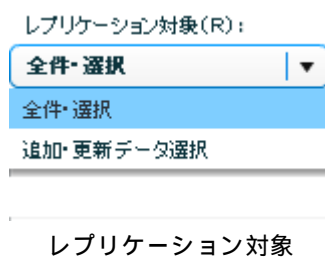 レプリケーション対象(R):
全件・選択
全件・選択
追加・更新データ選択
レプリケーション対象